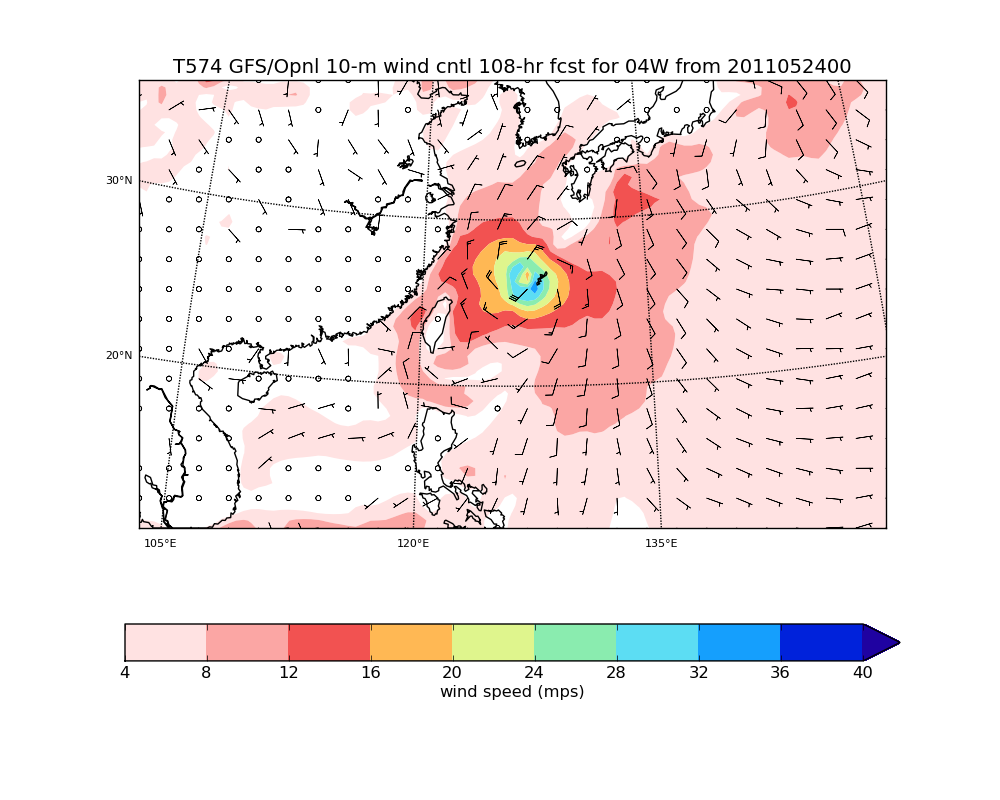 T574 GFS/Opnl 10-m wind cntl 108-hr fcst for 04W from 2011052400
30°N
20°N
105°E 120°E 135°E
4 8 12 16 20 24 28 32 36 40
wind speed (mps)